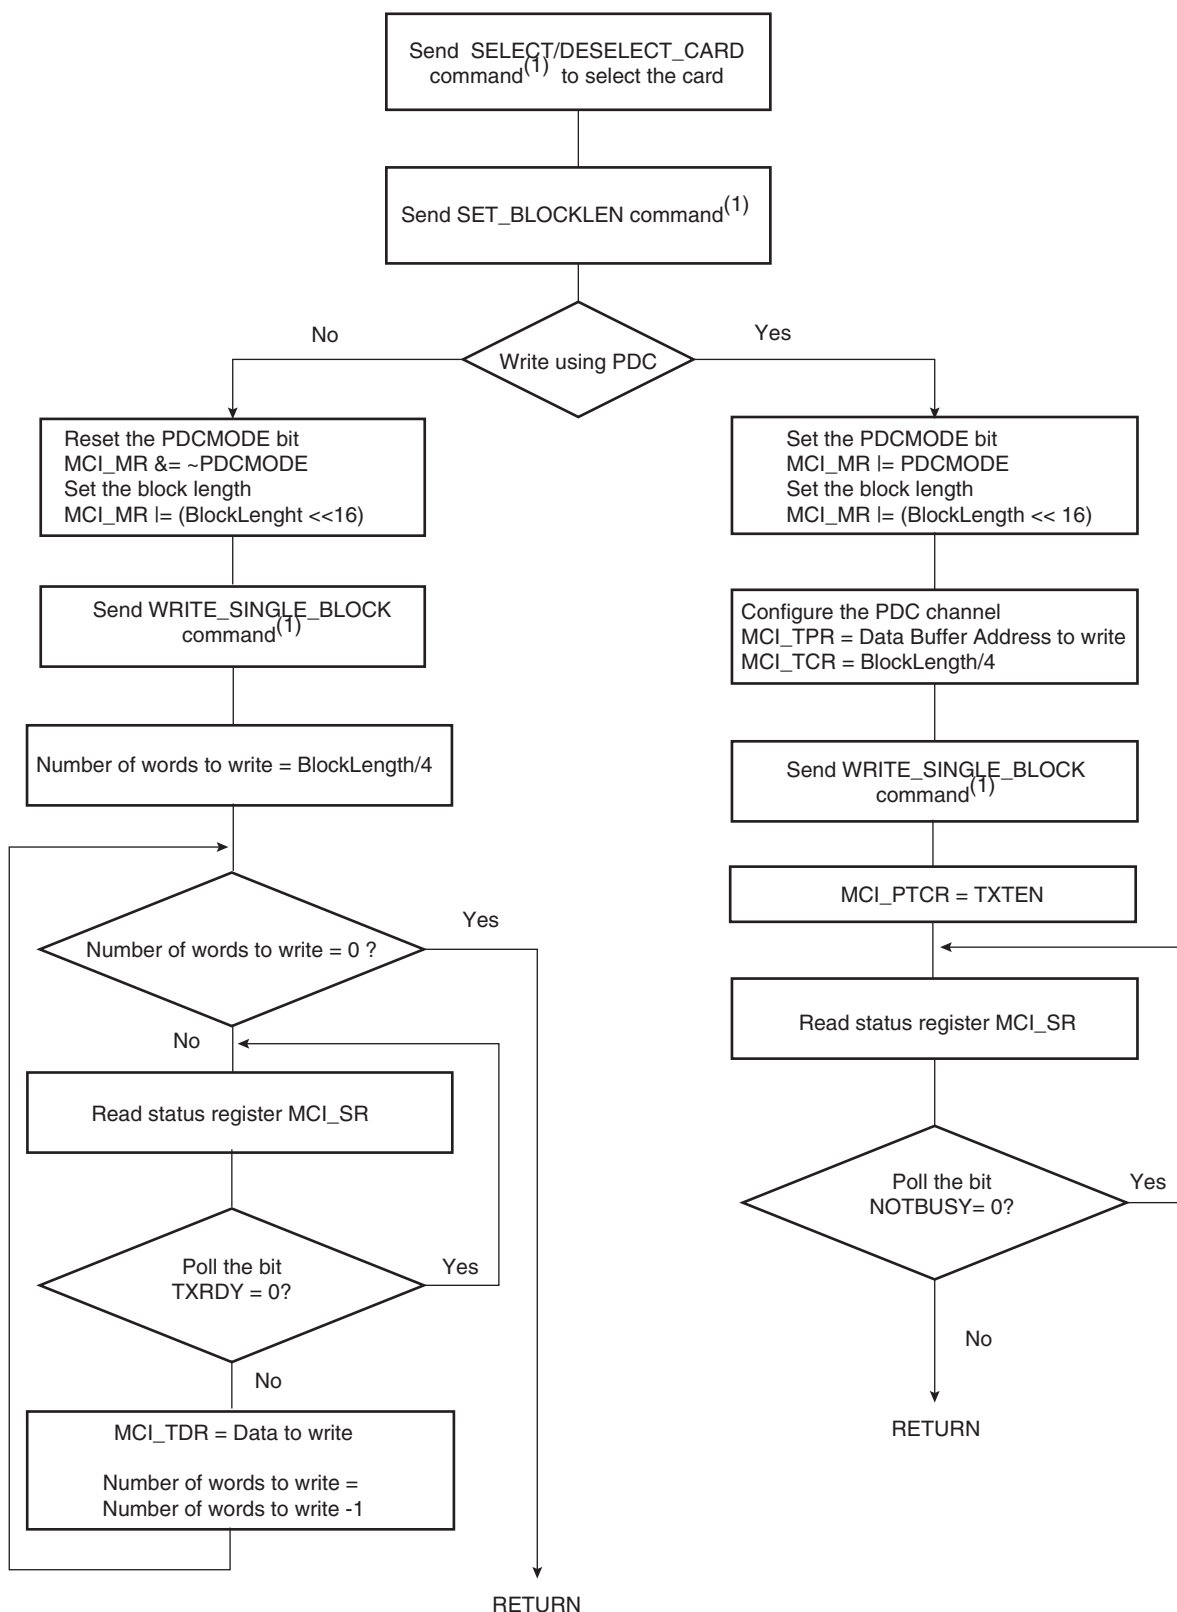 Send SELECT/DESELECT_CARD
command(1) to select the card
Send SET_BLOCKLEN command(1)
No
Yes
Write using PDC
Reset the PDCMODE bit
MCI_MR &= ~PDCMODE
Set the block length
MCI_MR |= (BlockLenght <<16)
Set the PDCMODE bit
MCI_MR |= PDCMODE
Set the block length
MCI_MR |= (BlockLength << 16)
Send WRITE_SINGLE_BLOCK
command(1)
Configure the PDC channel
MCI_TPR = Data Buffer Address to write
MCI_TCR = BlockLength/4
Number of words to write = BlockLength/4
Send WRITE_SINGLE_BLOCK
command(1)
MCI_PTCR = TXTEN
Number of words to write = 0 ?
Yes
No
Read status register MCI_SR
Read status register MCI_SR
Poll the bit
NOTBUSY= 0?
Yes
Poll the bit
TXRDY = 0?
Yes
No
No
MCI_TDR = Data to write
Number of words to write =
Number of words to write -1
RETURN
RETURN